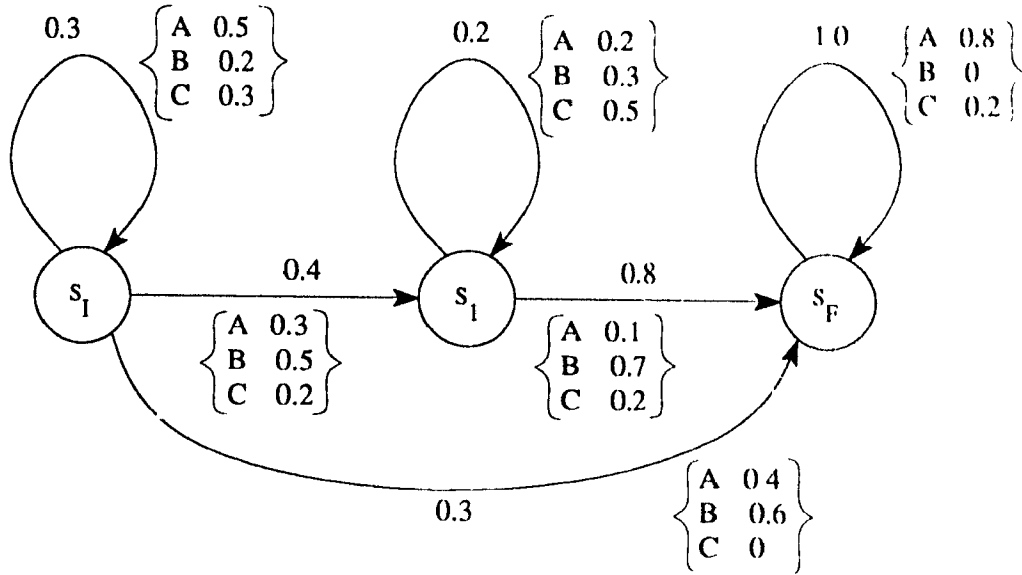 0.3
A 0.5
B 0.2
C 0.3
0.2
A 0.2
B 0.3
C 0.5
1 0
A 0.8
B 0
C 0.2
s_I
0.4
A 0.3
B 0.5
C 0.2
s_1
0.8
A 0.1
B 0.7
C 0.2
s_F
0.3
A 0 4
B 0.6
C 0